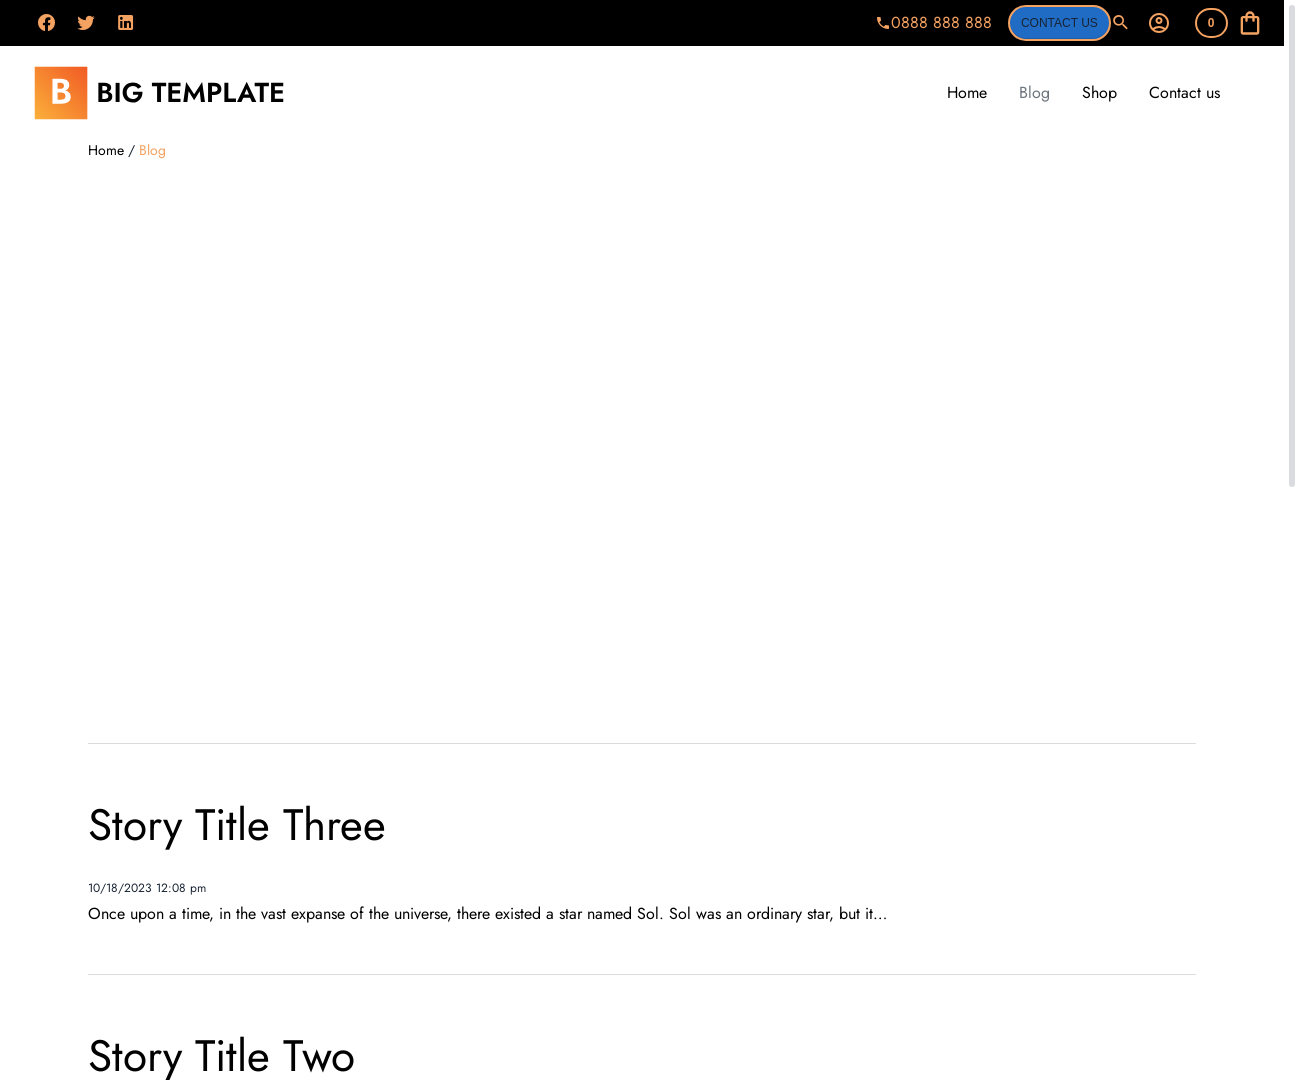 0888 888 888 CONTACT US 0
B BIG TEMPLATE Home Blog Shop Contact us
Home / Blog
Story Title Three
10/18/2023 12:08 pm
Once upon a time, in the vast expanse of the universe, there existed a star named Sol. Sol was an ordinary star, but it...
Story Title Two